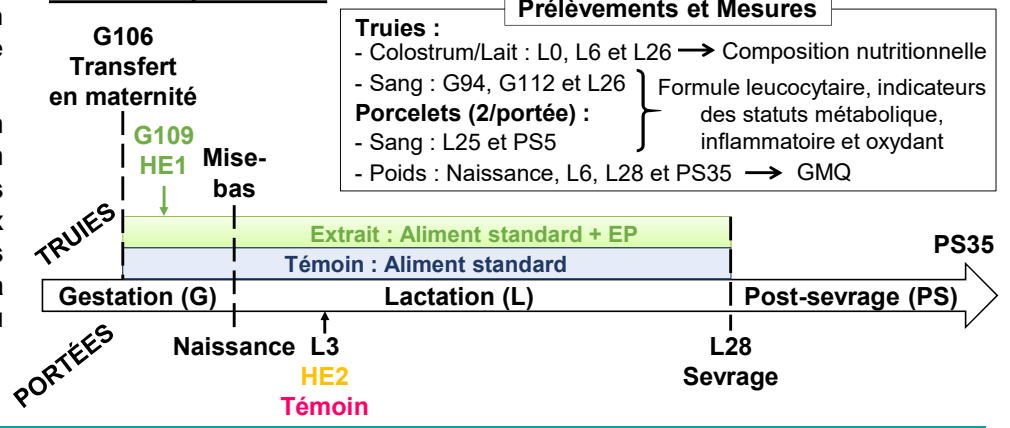 Prélèvements et Mesures
Truies :
- Colostrum/Lait : L0, L6 et L26 → Composition nutritionnelle
- Sang : G94, G112 et L26
Porcelets (2/portée) :
- Sang : L25 et PS5
Formule leucocytaire, indicateurs
des statuts métabolique,
inflammatoire et oxydant
- Poids : Naissance, L6, L28 et PS35 → GMQ
G106
Transfert
en maternité
G109
HE1
Mise-
bas
TRUIES
Extrait : Aliment standard + EP
Témoin : Aliment standard
PS35
Gestation (G)
Lactation (L)
Post-sevrage (PS)
PORTÉES
Naissance
L3
HE2
Témoin
L28
Sevrage